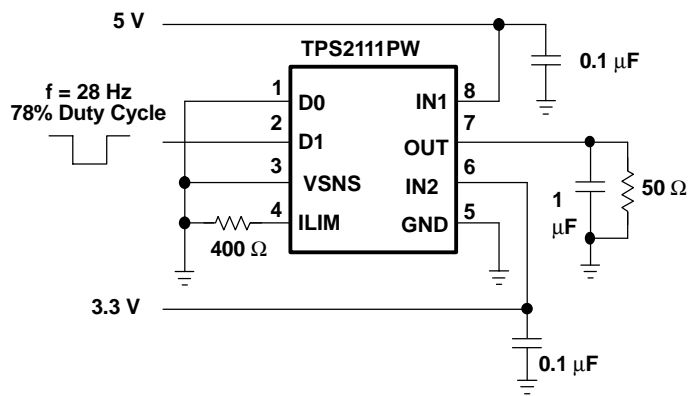 5 V
TPS2111PW
0.1 µF
f = 28 Hz
78% Duty Cycle
1
D0
IN1
8
2
D1
7
OUT
3
VSNS
6
IN2
4
ILIM
5
GND
400 Ω
1
µF
50 Ω
3.3 V
0.1 µF